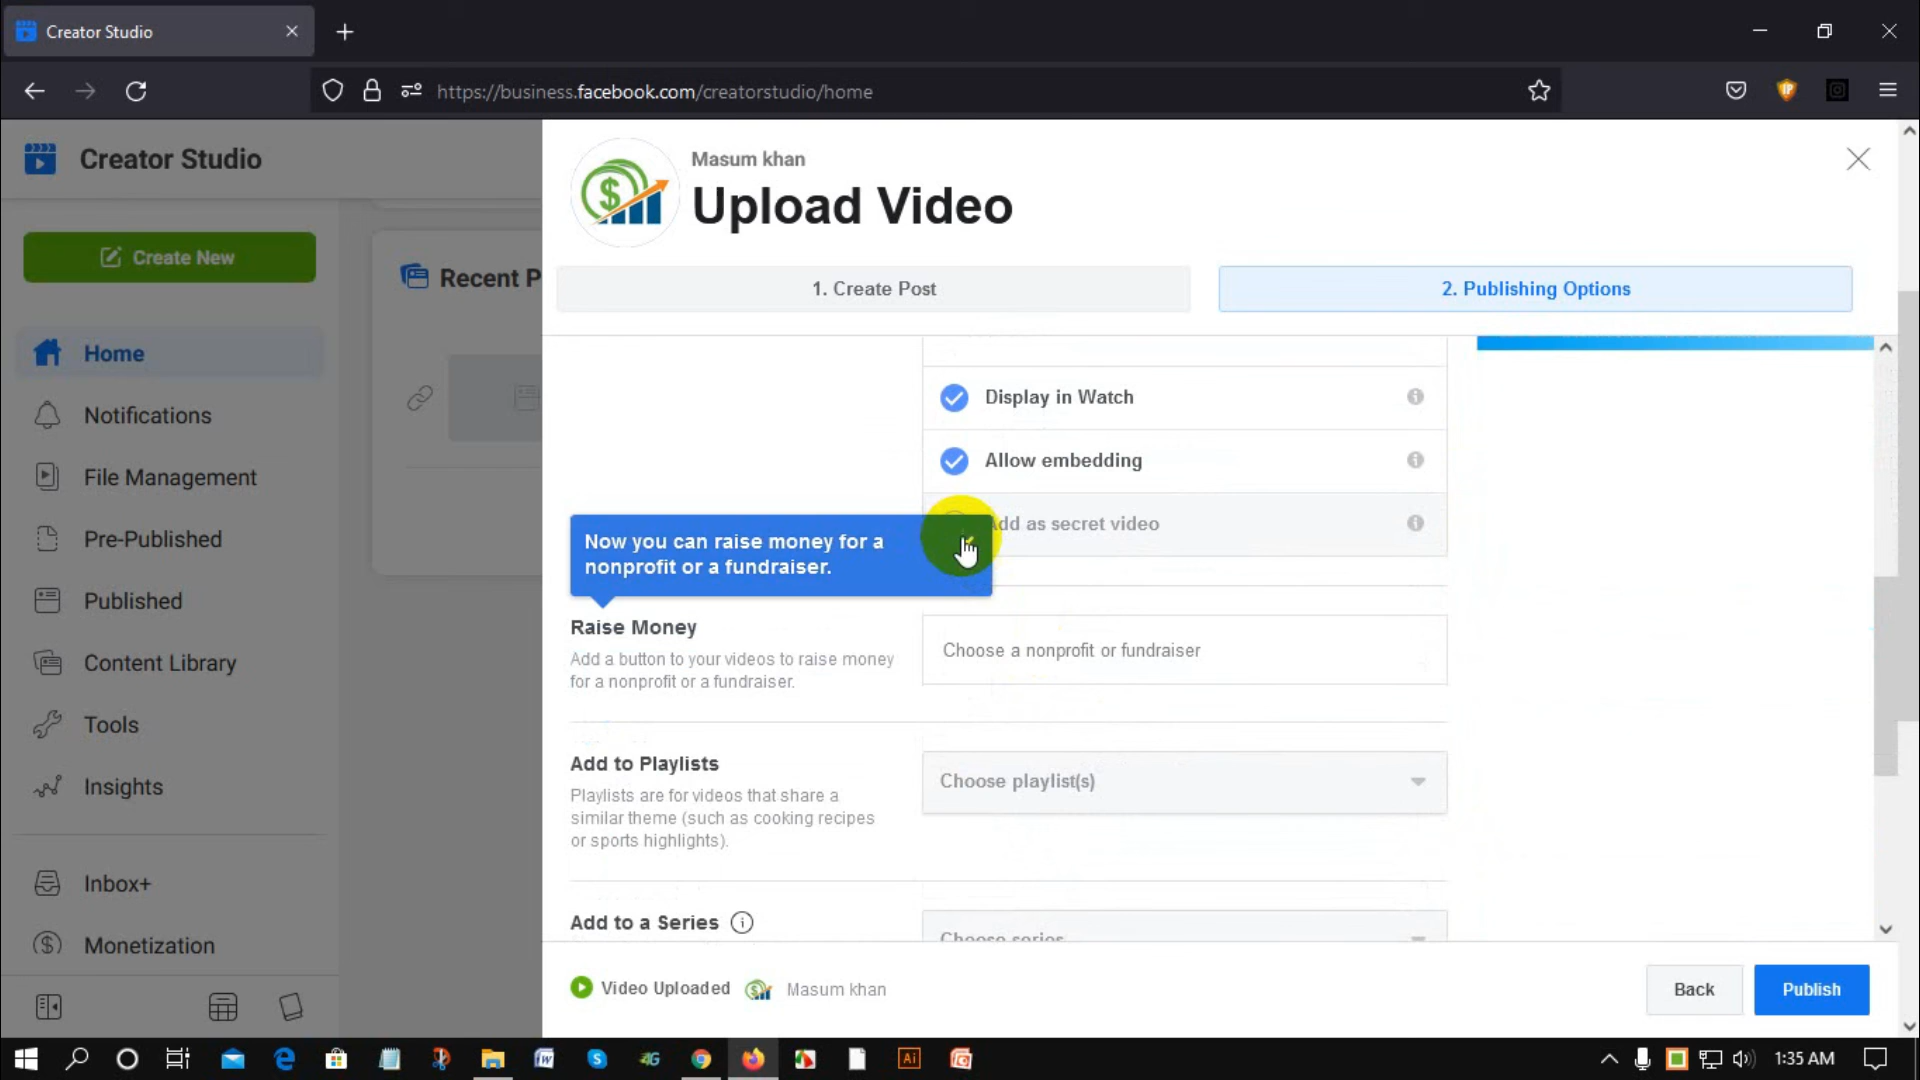 Creator Studio
https://business.facebook.com/creatorstudio/home
Creator Studio
Create New
Home
Notifications
File Management
Pre-Published
Published
Content Library
Tools
Insights
Inbox+
Monetization
Recent P
Masum khan
Upload Video
1. Create Post
2. Publishing Options
Display in Watch
Allow embedding
dd as secret video
Now you can raise money for a
nonprofit or a fundraiser.
Raise Money
Add a button to your videos to raise money
for a nonprofit or a fundraiser.
Choose a nonprofit or fundraiser
Add to Playlists
Playlists are for videos that share a
similar theme (such as cooking recipes
or sports highlights).
Choose playlist(s)
Add to a Series
Choose series
Video Uploaded
Masum khan
Back
Publish
1:35 AM